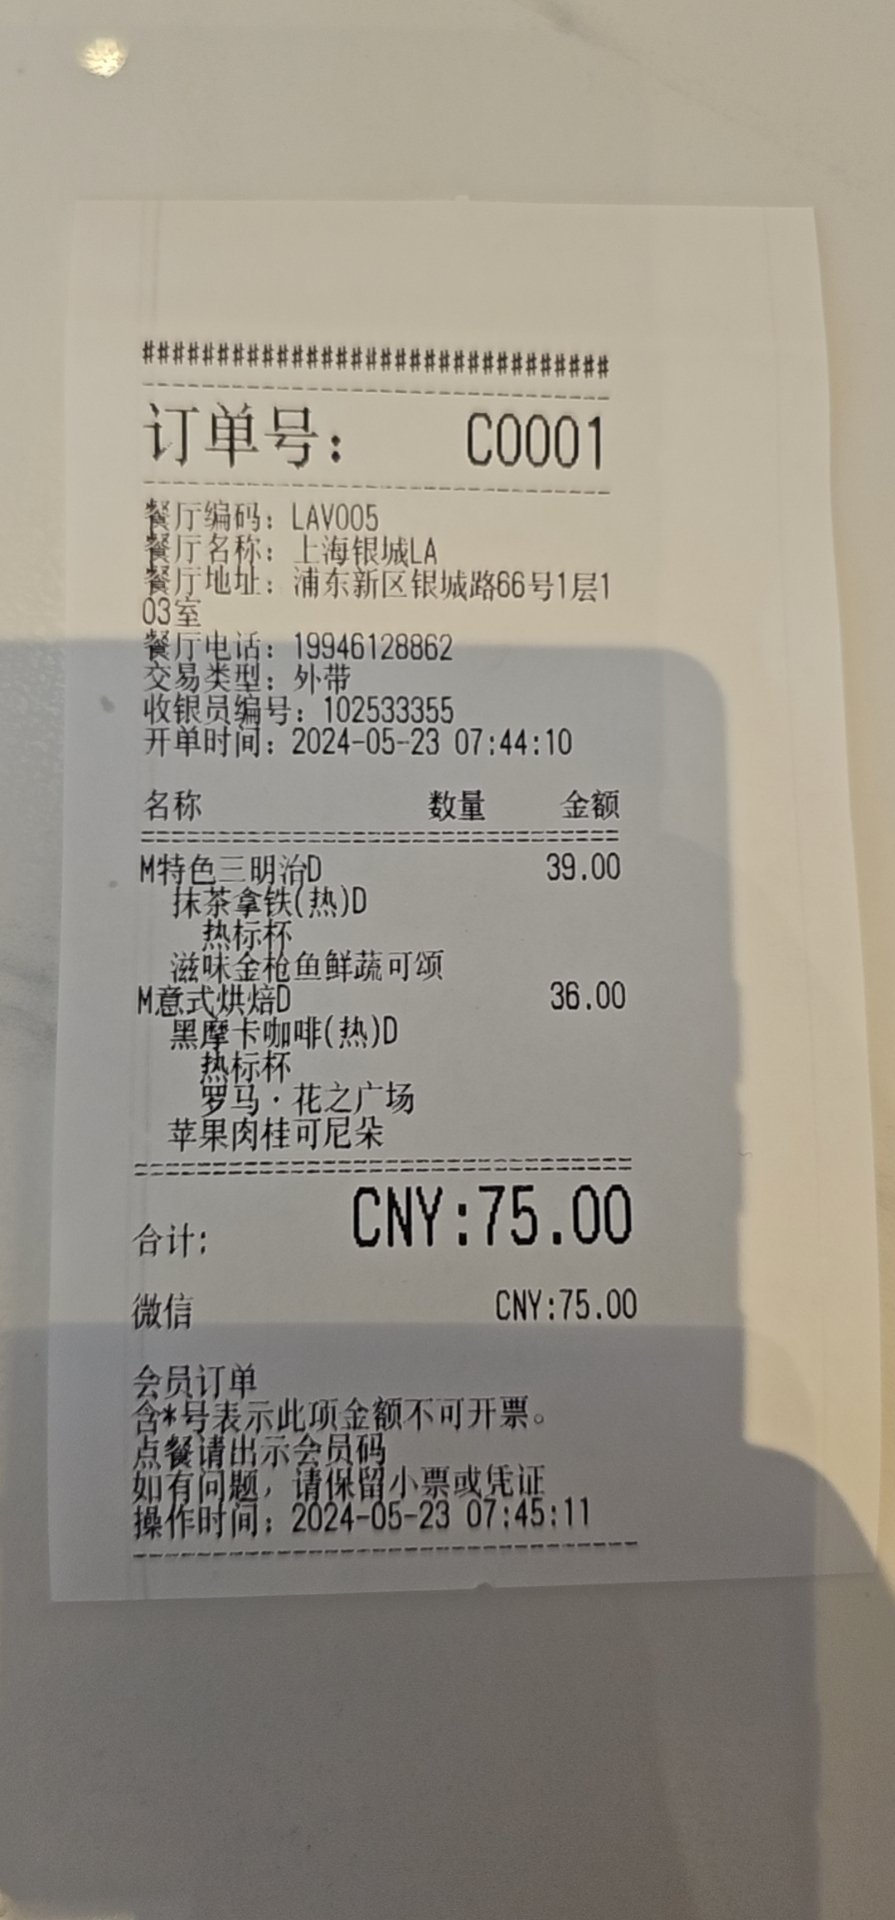 ################################
订单号： C0001
餐厅编码：LAV005
餐厅名称：上海银城LA
餐厅地址：浦东新区银城路66号1层1
03室
餐厅电话：19946128862
交易类型：外带
收银员编号：102533355
开单时间：2024-05-23 07:44:10
名称 数量 金额
M特色三明治D 39.00
抹茶拿铁(热)D
热标杯
滋味金枪鱼鲜蔬可颂
M意式烘焙D 36.00
黑摩卡咖啡(热)D
热标杯
罗马·花之广场
苹果肉桂可尼朵
合计: CNY:75.00
微信 CNY:75.00
会员订单
含*号表示此项金额不可开票。
点餐请出示会员码
如有问题，请保留小票或凭证
操作时间：2024-05-23 07:45:11